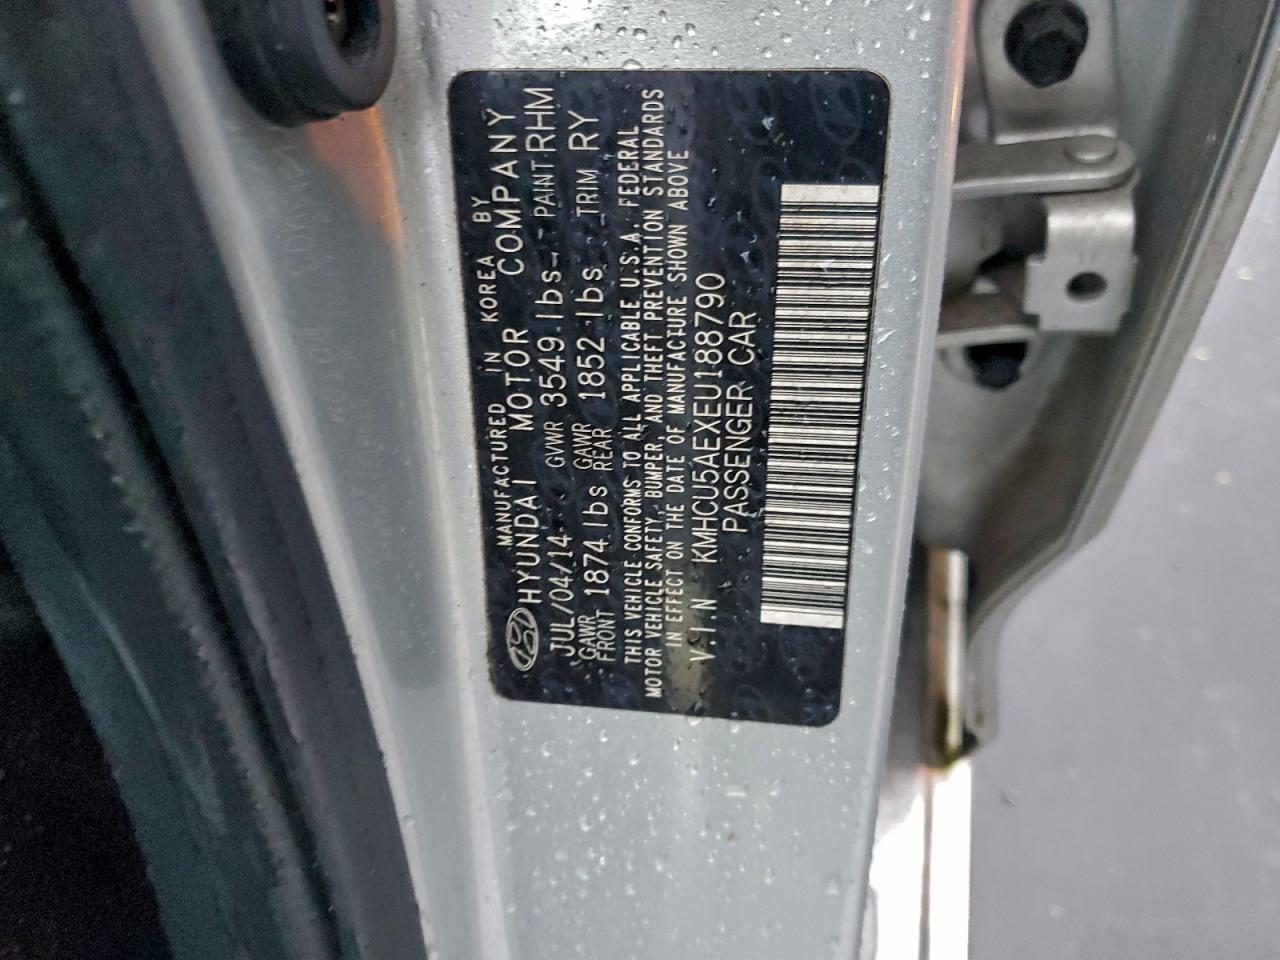 MANUFACTURED IN KOREA BY
HYUNDAI MOTOR COMPANY
JUL/04/14 GVWR 3549 lbs PAINT RHM
GAWR FRONT 1874 lbs GAWR REAR 1852 lbs TRIM RY
THIS VEHICLE CONFORMS TO ALL APPLICABLE U.S.A. FEDERAL
MOTOR VEHICLE SAFETY, BUMPER, AND THEFT PREVENTION STANDARDS
IN EFFECT ON THE DATE OF MANUFACTURE SHOWN ABOVE
V.I.N KMHCU5AEXEU188790
PASSENGER CAR